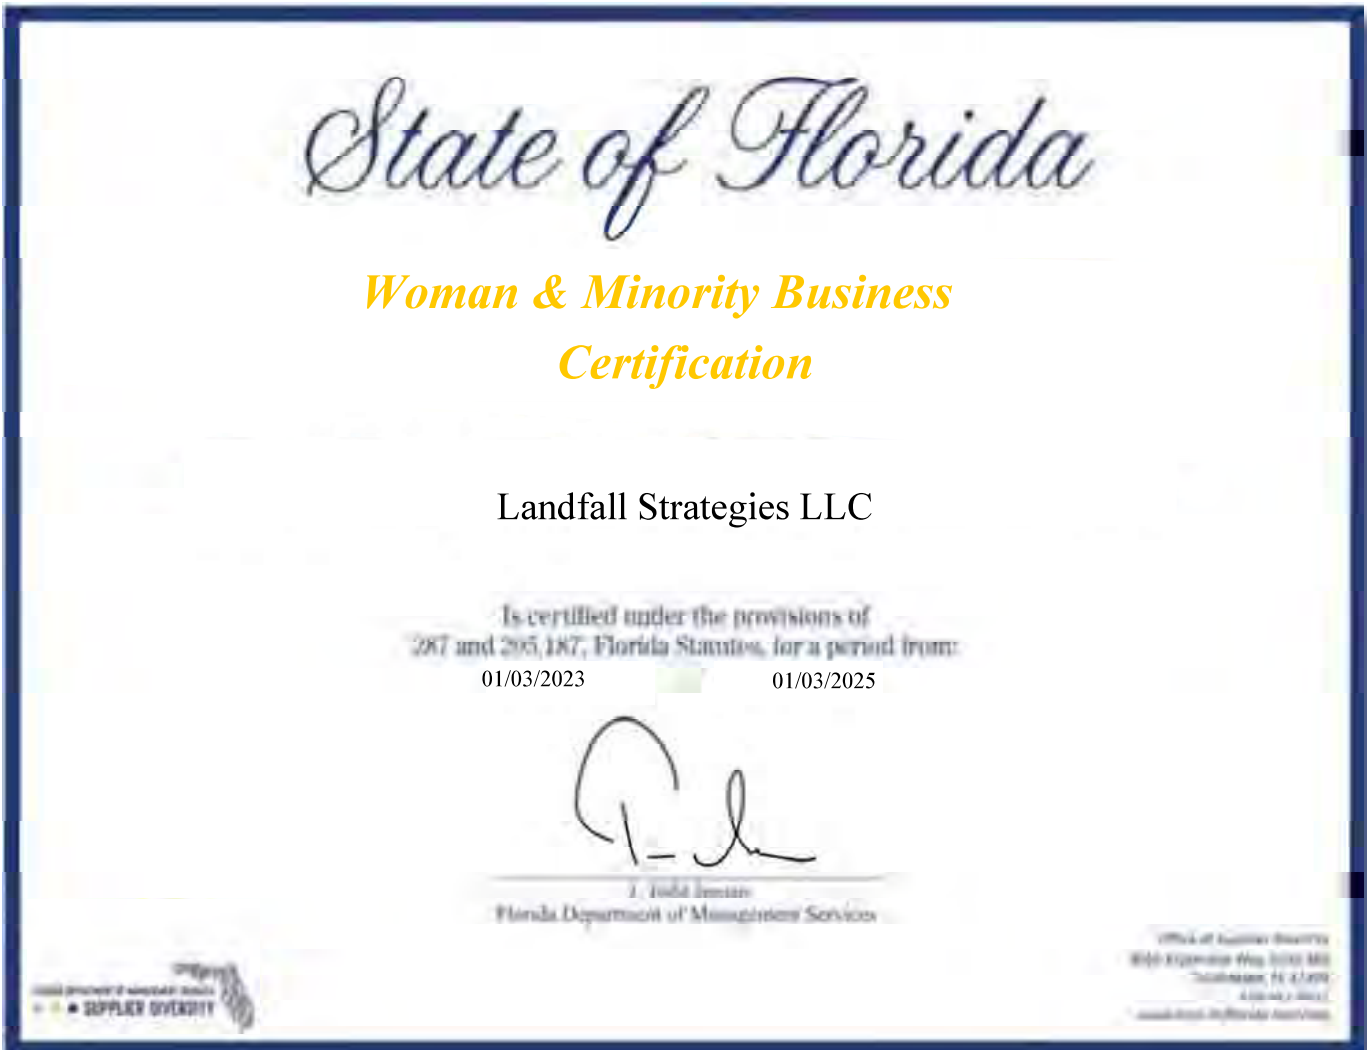 State of Florida
Woman & Minority Business
Certification
Landfall Strategies LLC
Is certified under the provisions of
287 and 295.187, Florida Statutes, for a period from:
01/03/2023 01/03/2025
Florida Department of Management Services
SUPPLIER DIVERSITY